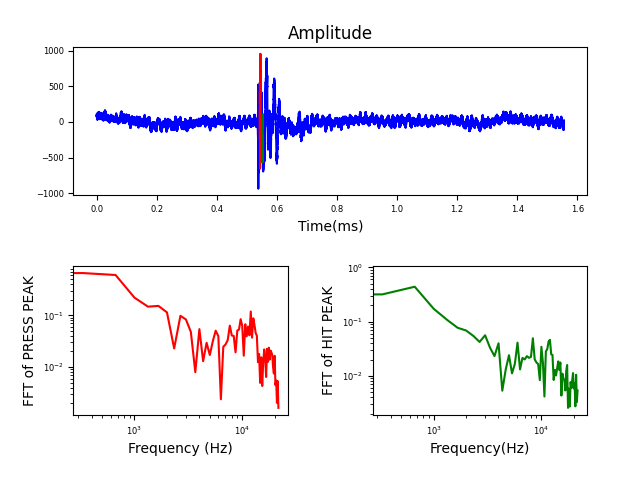 Amplitude
1000
500
0
−500
−1000
0.0 0.2 0.4 0.6 0.8 1.0 1.2 1.4 1.6
Time(ms)
FFT of PRESS PEAK
10⁻¹
10⁻²
10³ 10⁴
Frequency (Hz)
FFT of HIT PEAK
10⁰
10⁻¹
10⁻²
10³ 10⁴
Frequency(Hz)